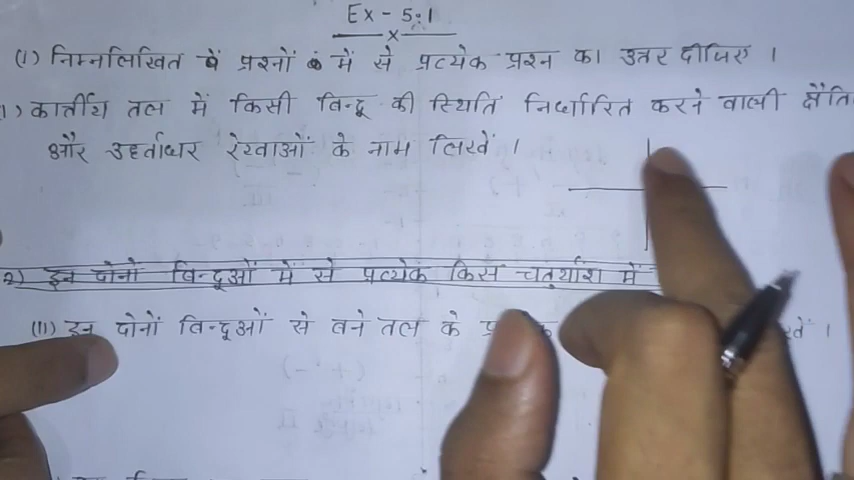 Ex - 5.1
(1) निम्नलिखित प्रश्नों में से प्रत्येक प्रश्न का उत्तर दीजिए ।
1) कार्तीय तल में किसी बिन्दू की स्थिति निर्धारित करने वाली
और उर्ध्वाधर रेखाओं के नाम लिखें ।
2) इन दोनों बिन्दूओं में से प्रत्येक किस चतुर्थाश में
(11) इन दोनों बिन्दूओं से बने तल के